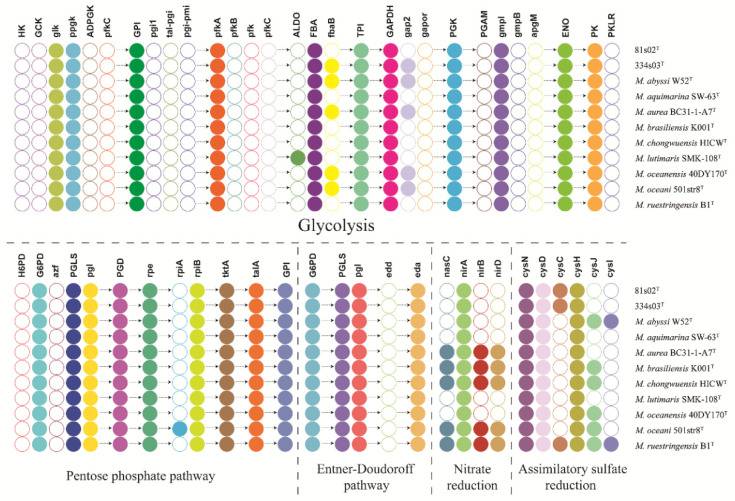 HK GCK glk ppgk ADPGK pfkC GPI pgi1 tal-pgi pgi-pmi pfkA pfkB pfk pfkC ALDO FBA fbaB TPI GAPDH gap2 gapor PGK PGAM gmpI gmpB apgM ENO PK PKLR
81s02ᵀ
334s03ᵀ
M. abyssi W52ᵀ
M. aquimarina SW-63ᵀ
M. aurea BC31-1-A7ᵀ
M. brasiliensis K001ᵀ
M. chongwuensis HICWᵀ
M. lutimaris SMK-108ᵀ
M. oceanensis 40DY170ᵀ
M. oceani 501str8ᵀ
M. ruestringensis B1ᵀ
Glycolysis
H6PD G6PD azf PGLS pgl PGD rpe rpiA rpiB tktA talA GPI G6PD PGLS pgl edd eda nasC nirA nirB nirD cysN cysD cysC cysH cysJ cysI
81s02ᵀ
334s03ᵀ
M. abyssi W52ᵀ
M. aquimarina SW-63ᵀ
M. aurea BC31-1-A7ᵀ
M. brasiliensis K001ᵀ
M. chongwuensis HICWᵀ
M. lutimaris SMK-108ᵀ
M. oceanensis 40DY170ᵀ
M. oceani 501str8ᵀ
M. ruestringensis B1ᵀ
Pentose phosphate pathway
Entner-Doudoroff
pathway
Nitrate
reduction
Assimilatory sulfate
reduction